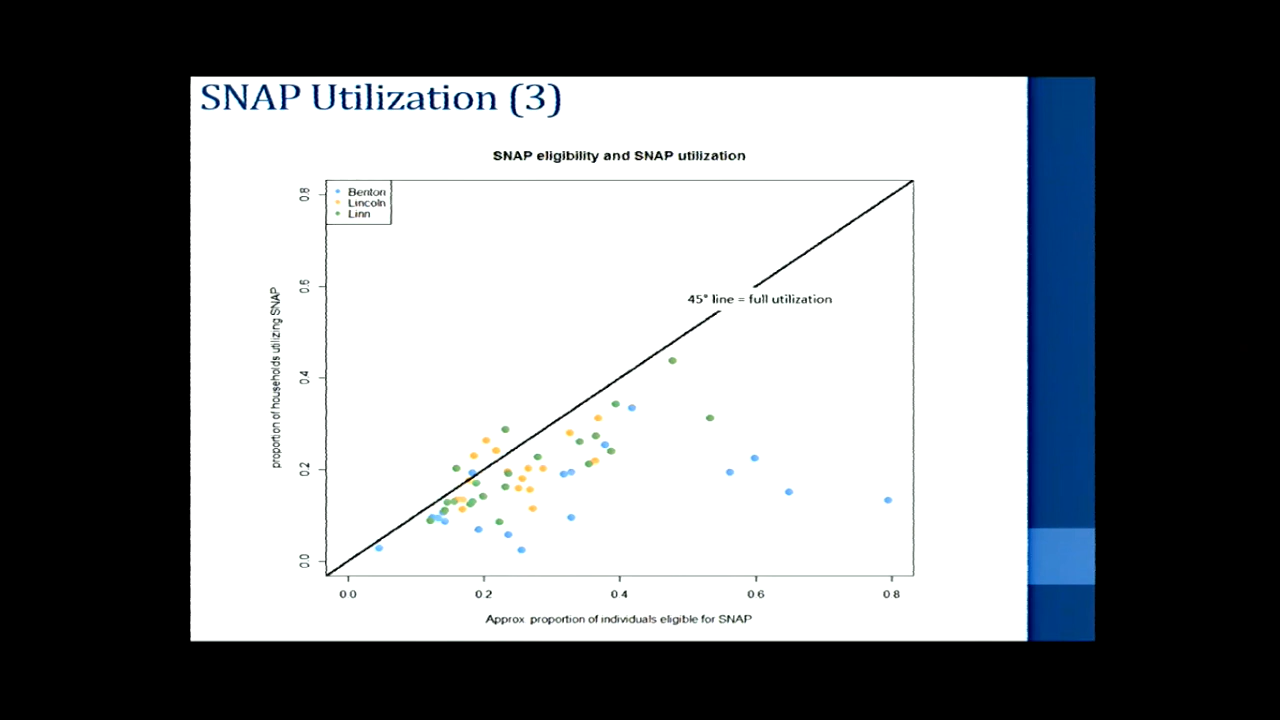 SNAP Utilization (3)
SNAP eligibility and SNAP utilization
Benton
Lincoln
Linn
45° line = full utilization
proportion of households utilizing SNAP
0.8
0.6
0.4
0.2
0.0
0.0 0.2 0.4 0.6 0.8
Approx proportion of individuals eligible for SNAP